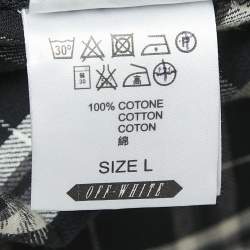 30°
100% COTONE
COTTON
COTON
綿
SIZE L
OFF-WHITE